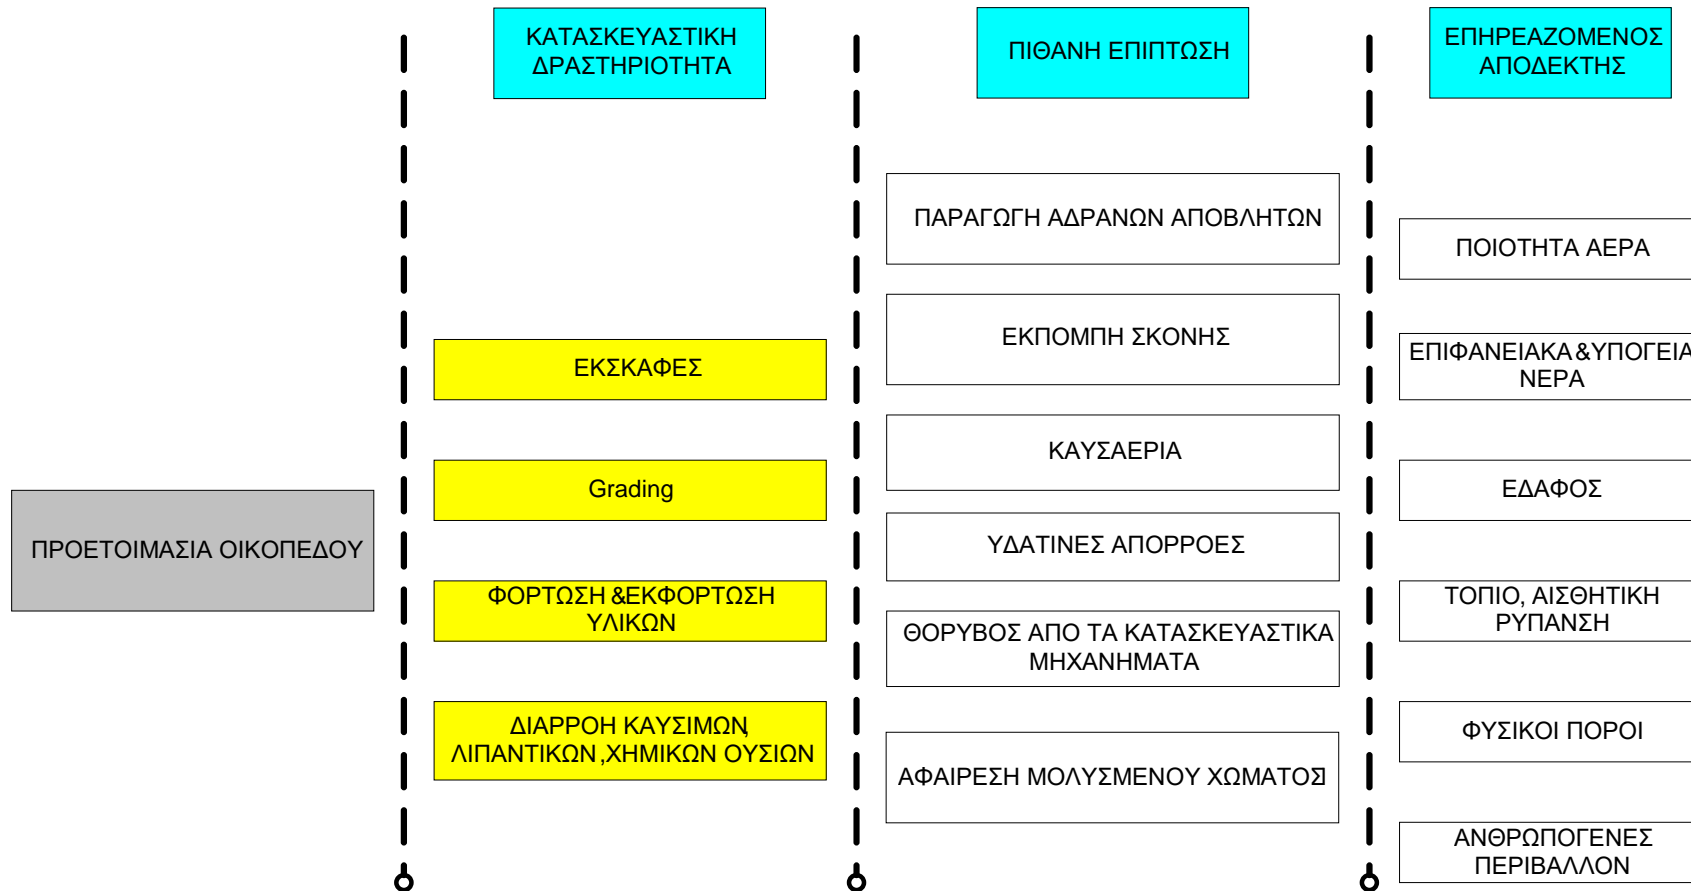 ΚΑΤΑΣΚΕΥΑΣΤΙΚΗ
ΔΡΑΣΤΗΡΙΟΤΗΤΑ
ΠΙΘΑΝΗ ΕΠΙΠΤΩΣΗ
ΕΠΗΡΕΑΖΟΜΕΝΟΣ
ΑΠΟΔΕΚΤΗΣ
ΠΡΟΕΤΟΙΜΑΣΙΑ ΟΙΚΟΠΕΔΟΥ
ΕΚΣΚΑΦΕΣ
Grading
ΦΟΡΤΩΣΗ &ΕΚΦΟΡΤΩΣΗ
ΥΛΙΚΩΝ
ΔΙΑΡΡΟΗ ΚΑΥΣΙΜΩΝ,
ΛΙΠΑΝΤΙΚΩΝ ,ΧΗΜΙΚΩΝ ΟΥΣΙΩΝ
ΠΑΡΑΓΩΓΗ ΑΔΡΑΝΩΝ ΑΠΟΒΛΗΤΩΝ
ΕΚΠΟΜΠΗ ΣΚΟΝΗΣ
ΚΑΥΣΑΕΡΙΑ
ΥΔΑΤΙΝΕΣ ΑΠΟΡΡΟΕΣ
ΘΟΡΥΒΟΣ ΑΠΟ ΤΑ ΚΑΤΑΣΚΕΥΑΣΤΙΚΑ
ΜΗΧΑΝΗΜΑΤΑ
ΑΦΑΙΡΕΣΗ ΜΟΛΥΣΜΕΝΟΥ ΧΩΜΑΤΟΣ
ΠΟΙΟΤΗΤΑ ΑΕΡΑ
ΕΠΙΦΑΝΕΙΑΚΑ &ΥΠΟΓΕΙΑ
ΝΕΡΑ
ΕΔΑΦΟΣ
ΤΟΠΙΟ, ΑΙΣΘΗΤΙΚΗ
ΡΥΠΑΝΣΗ
ΦΥΣΙΚΟΙ ΠΟΡΟΙ
ΑΝΘΡΩΠΟΓΕΝΕΣ
ΠΕΡΙΒΑΛΛΟΝ